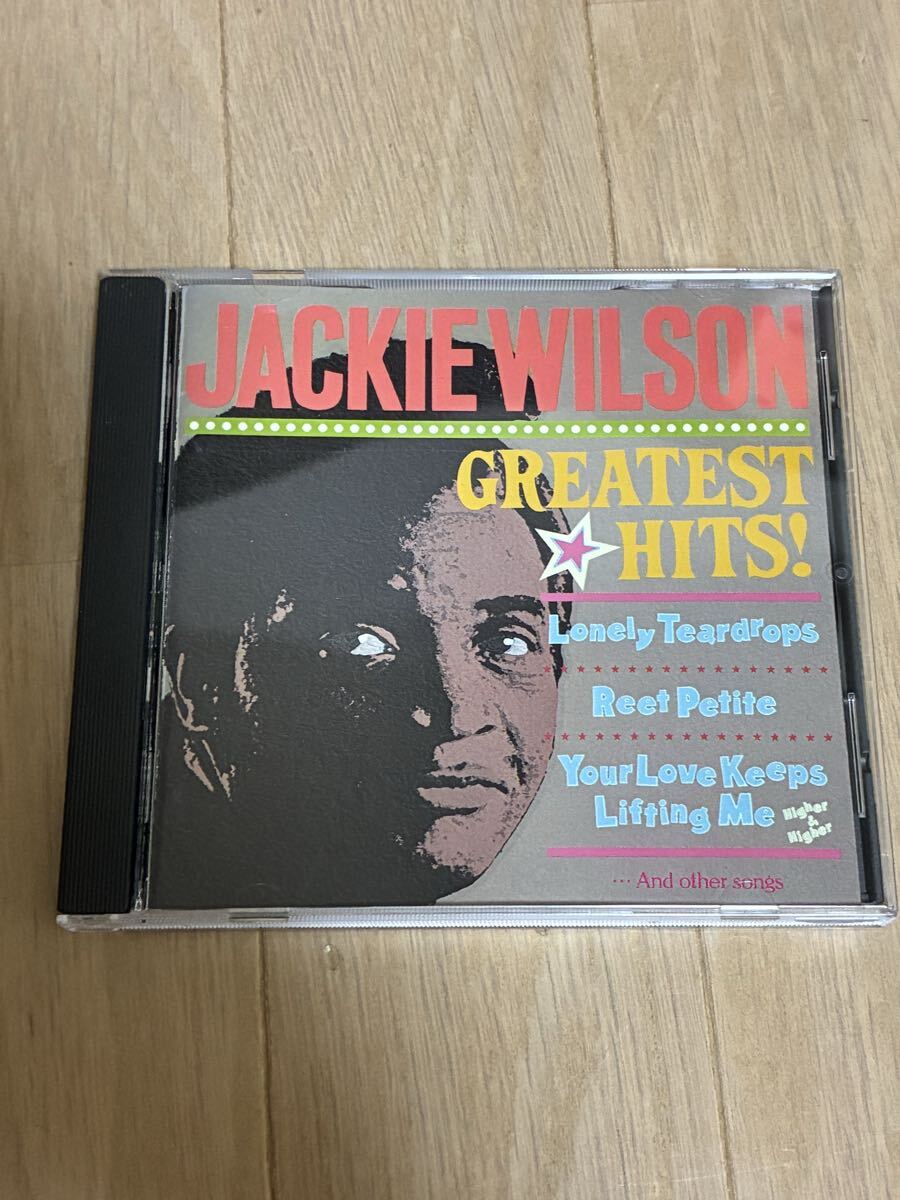 JACKIE WILSON
GREATEST
HITS!
Lonely Teardrops
Reet Petite
Your Love Keeps
Lifting Me
Higher
&
Higher
... And other songs